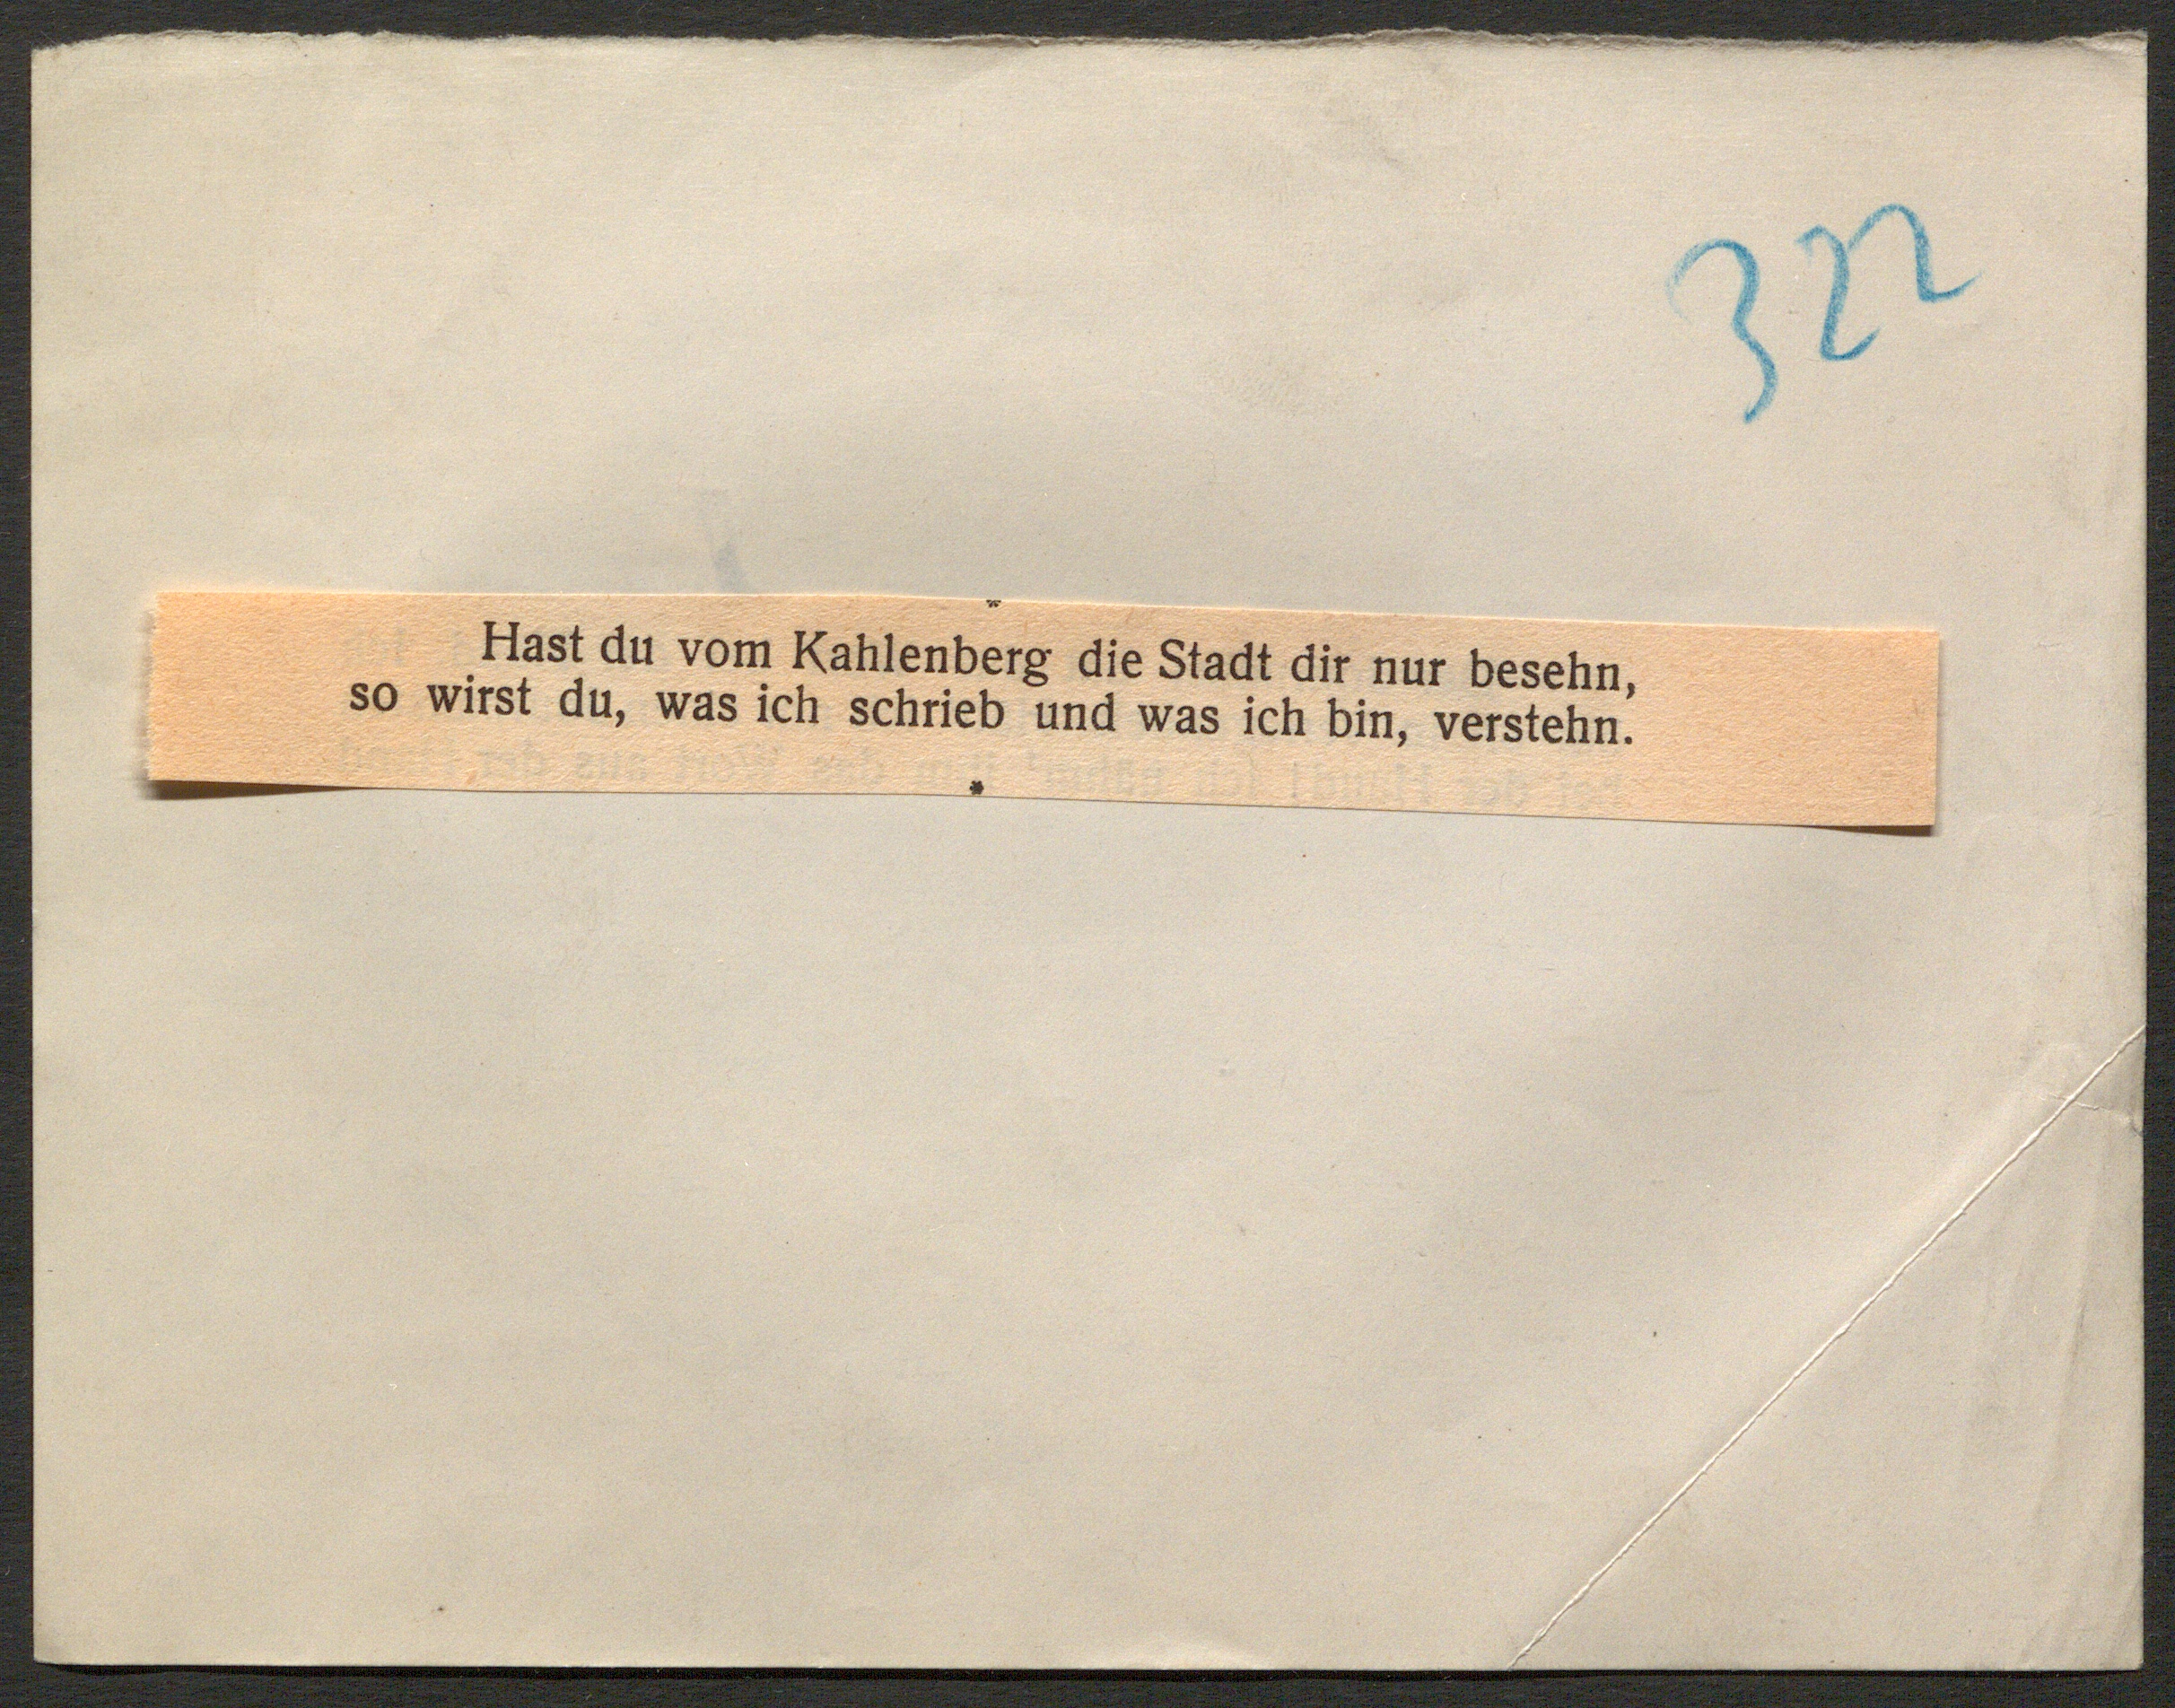 322
*
Hast du vom Kahlenberg die Stadt dir nur besehn,
so wirst du, was ich schrieb und was ich bin, verstehn.
*